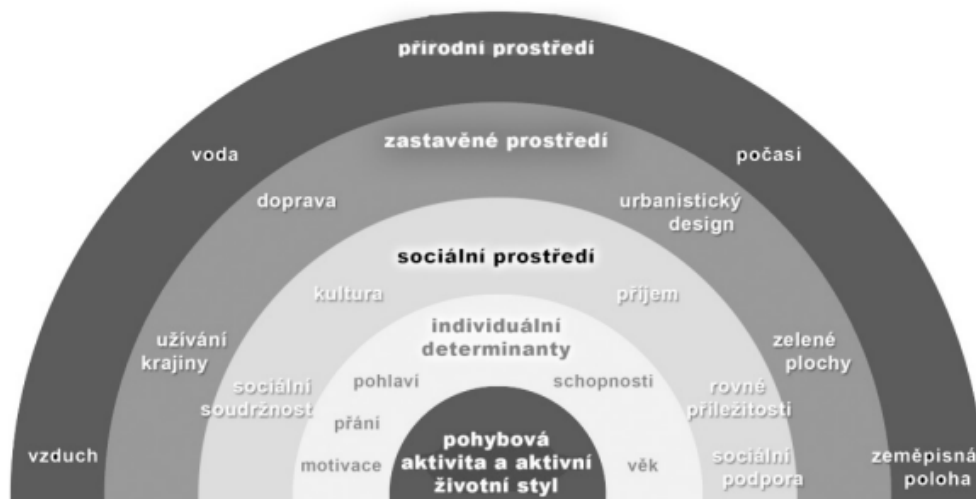 přírodní prostředí
voda
počasí
zastavěné prostředí
doprava
urbanistický
design
sociální prostředí
kultura
příjem
individuální
determinanty
užívání
krajiny
zelené
plochy
pohlaví
schopnosti
sociální
soudržnost
rovné
příležitosti
přání
motivace
pohybová
aktivita a aktivní
životní styl
věk
sociální
podpora
vzduch
zeměpisná
poloha